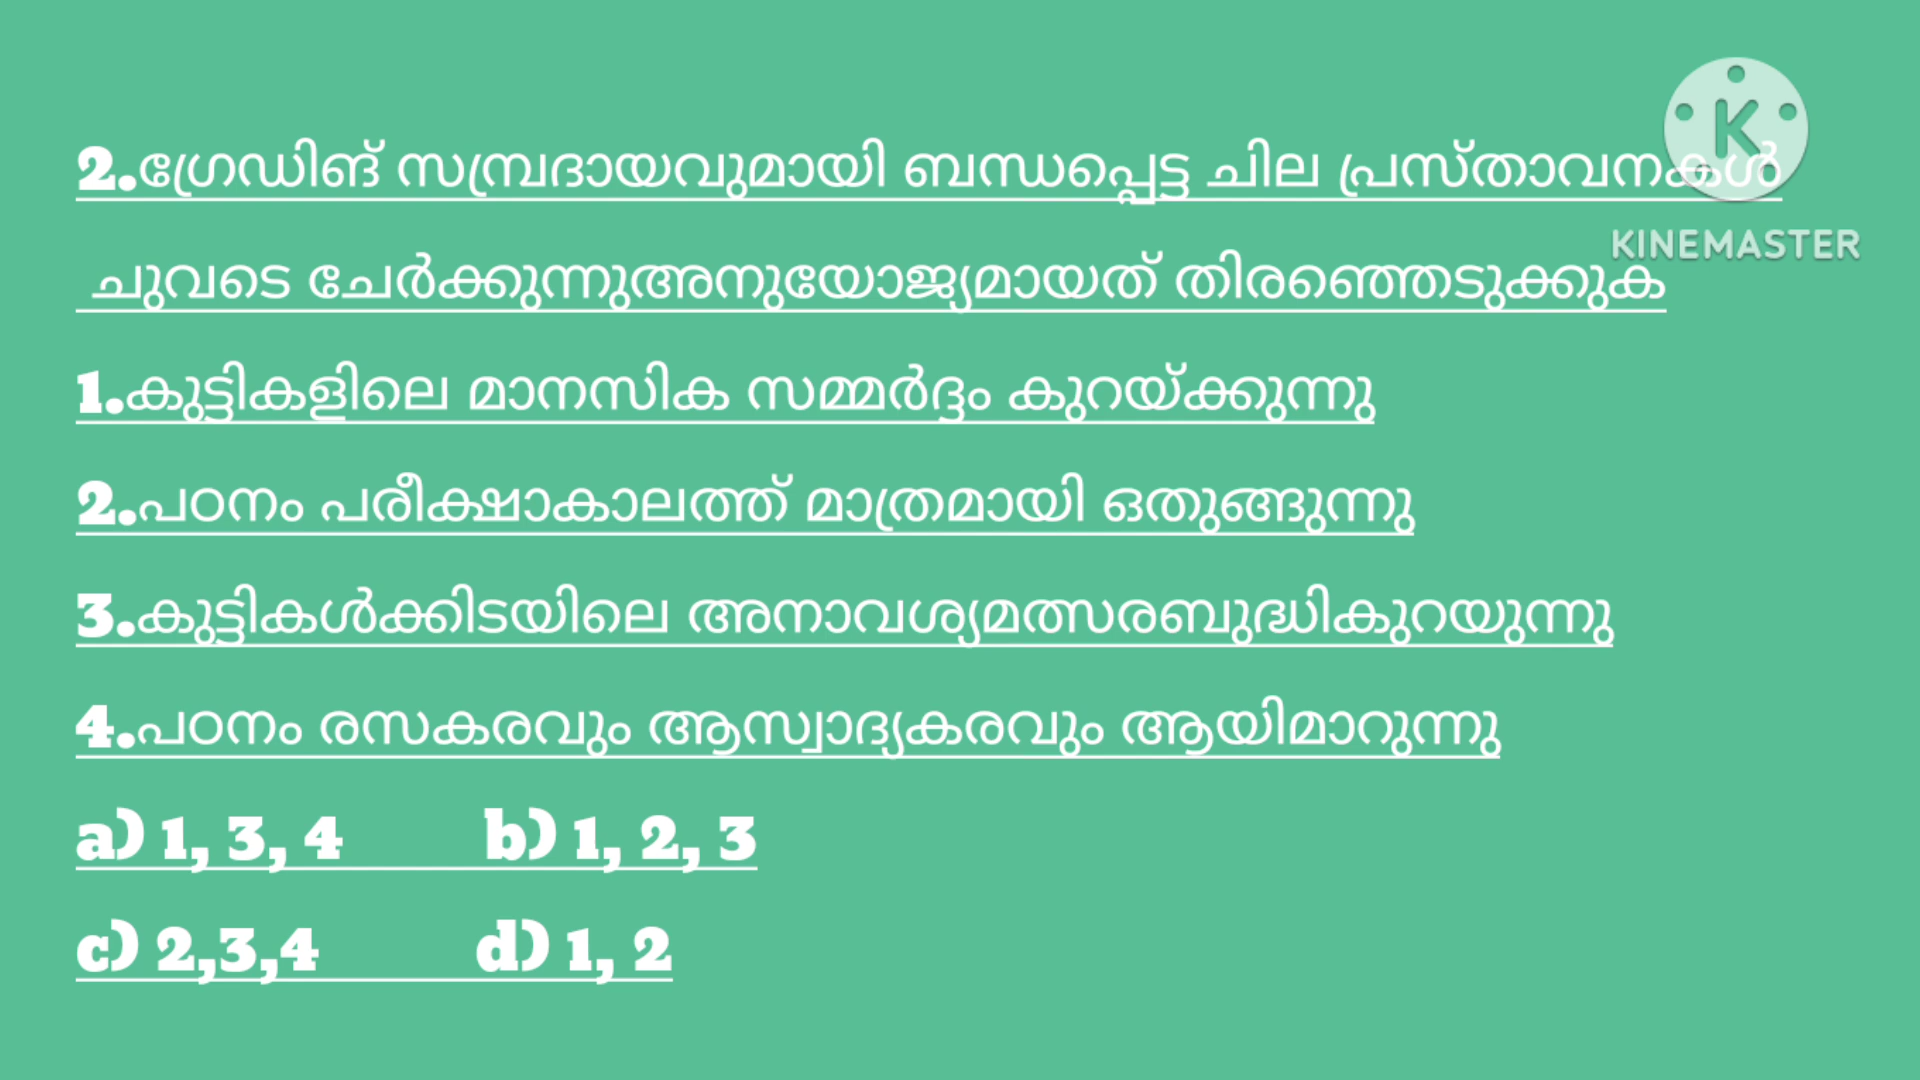 2.ഗ്രേഡിങ് സമ്പ്രദായവുമായി ബന്ധപ്പെട്ട ചില പ്രസ്താവനകൾ
ചുവടെ ചേർക്കുന്നുഅനുയോജ്യമായത് തിരഞ്ഞെടുക്കുക
1.കുട്ടികളിലെ മാനസിക സമ്മർദ്ദം കുറയ്ക്കുന്നു
2.പഠനം പരീക്ഷാകാലത്ത് മാത്രമായി ഒതുങ്ങുന്നു
3.കുട്ടികൾക്കിടയിലെ അനാവശ്യമത്സരബുദ്ധികുറയുന്നു
4.പഠനം രസകരവും ആസ്വാദ്യകരവും ആയിമാറുന്നു
a) 1, 3, 4 b) 1, 2, 3
c) 2,3,4 d) 1, 2
K
KINEMASTER